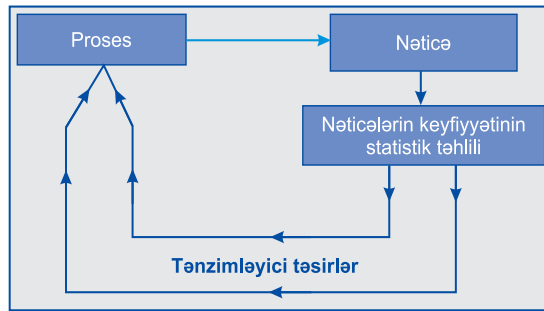 Proses
Nəticə
Nəticələrin keyfiyyətinin
statistik təhlili
Tənzimləyici təsirlər